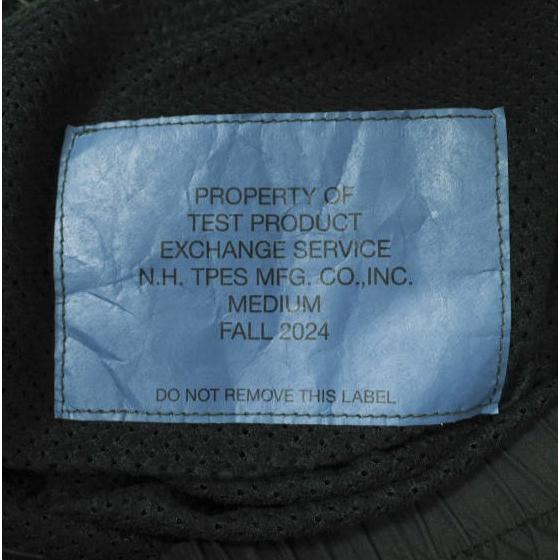 PROPERTY OF
TEST PRODUCT
EXCHANGE SERVICE
N.H. TPES MFG. CO.,INC.
MEDIUM
FALL 2024
DO NOT REMOVE THIS LABEL